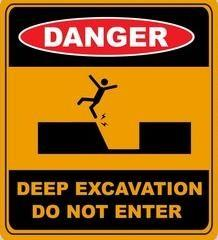 DANGER
DEEP EXCAVATION
DO NOT ENTER